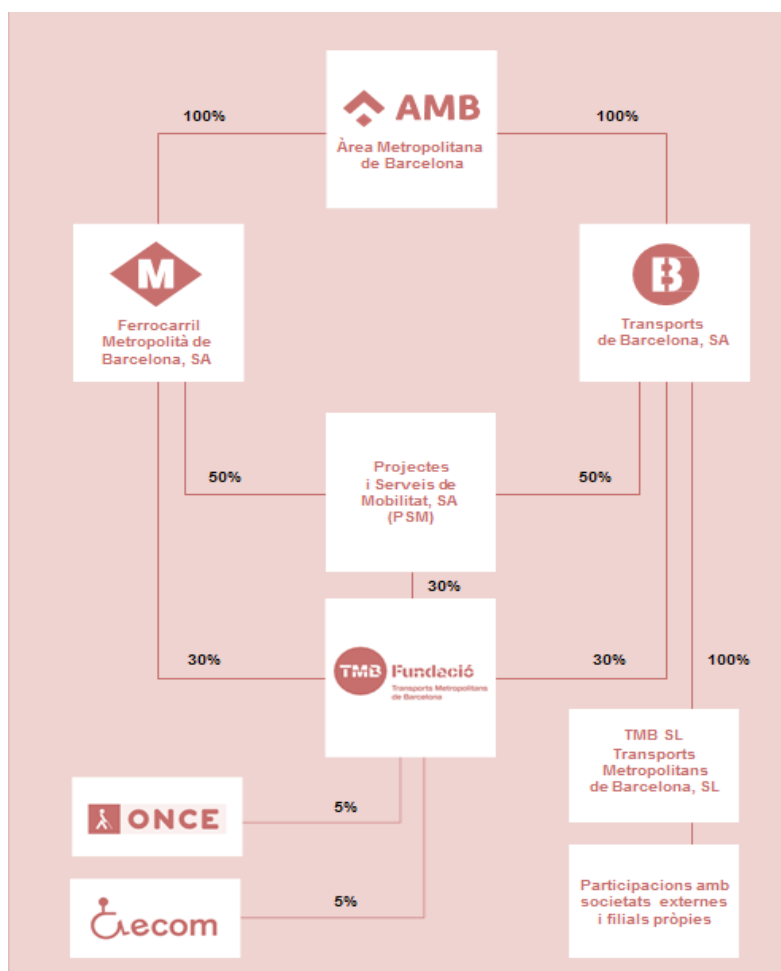 AMB
Àrea Metropolitana
de Barcelona
100%
100%
M
Ferrocarril
Metropolità de
Barcelona, SA
B
Transports
de Barcelona, SA
50%
Projectes
i Serveis de
Mobilitat, SA
(PSM)
50%
30%
30%
TMB Fundació
Transports Metropolitans
de Barcelona
30%
100%
TMB SL
Transports
Metropolitans
de Barcelona, SL
ONCE
5%
Participacions amb
societats externes
i filials pròpies
ecom
5%